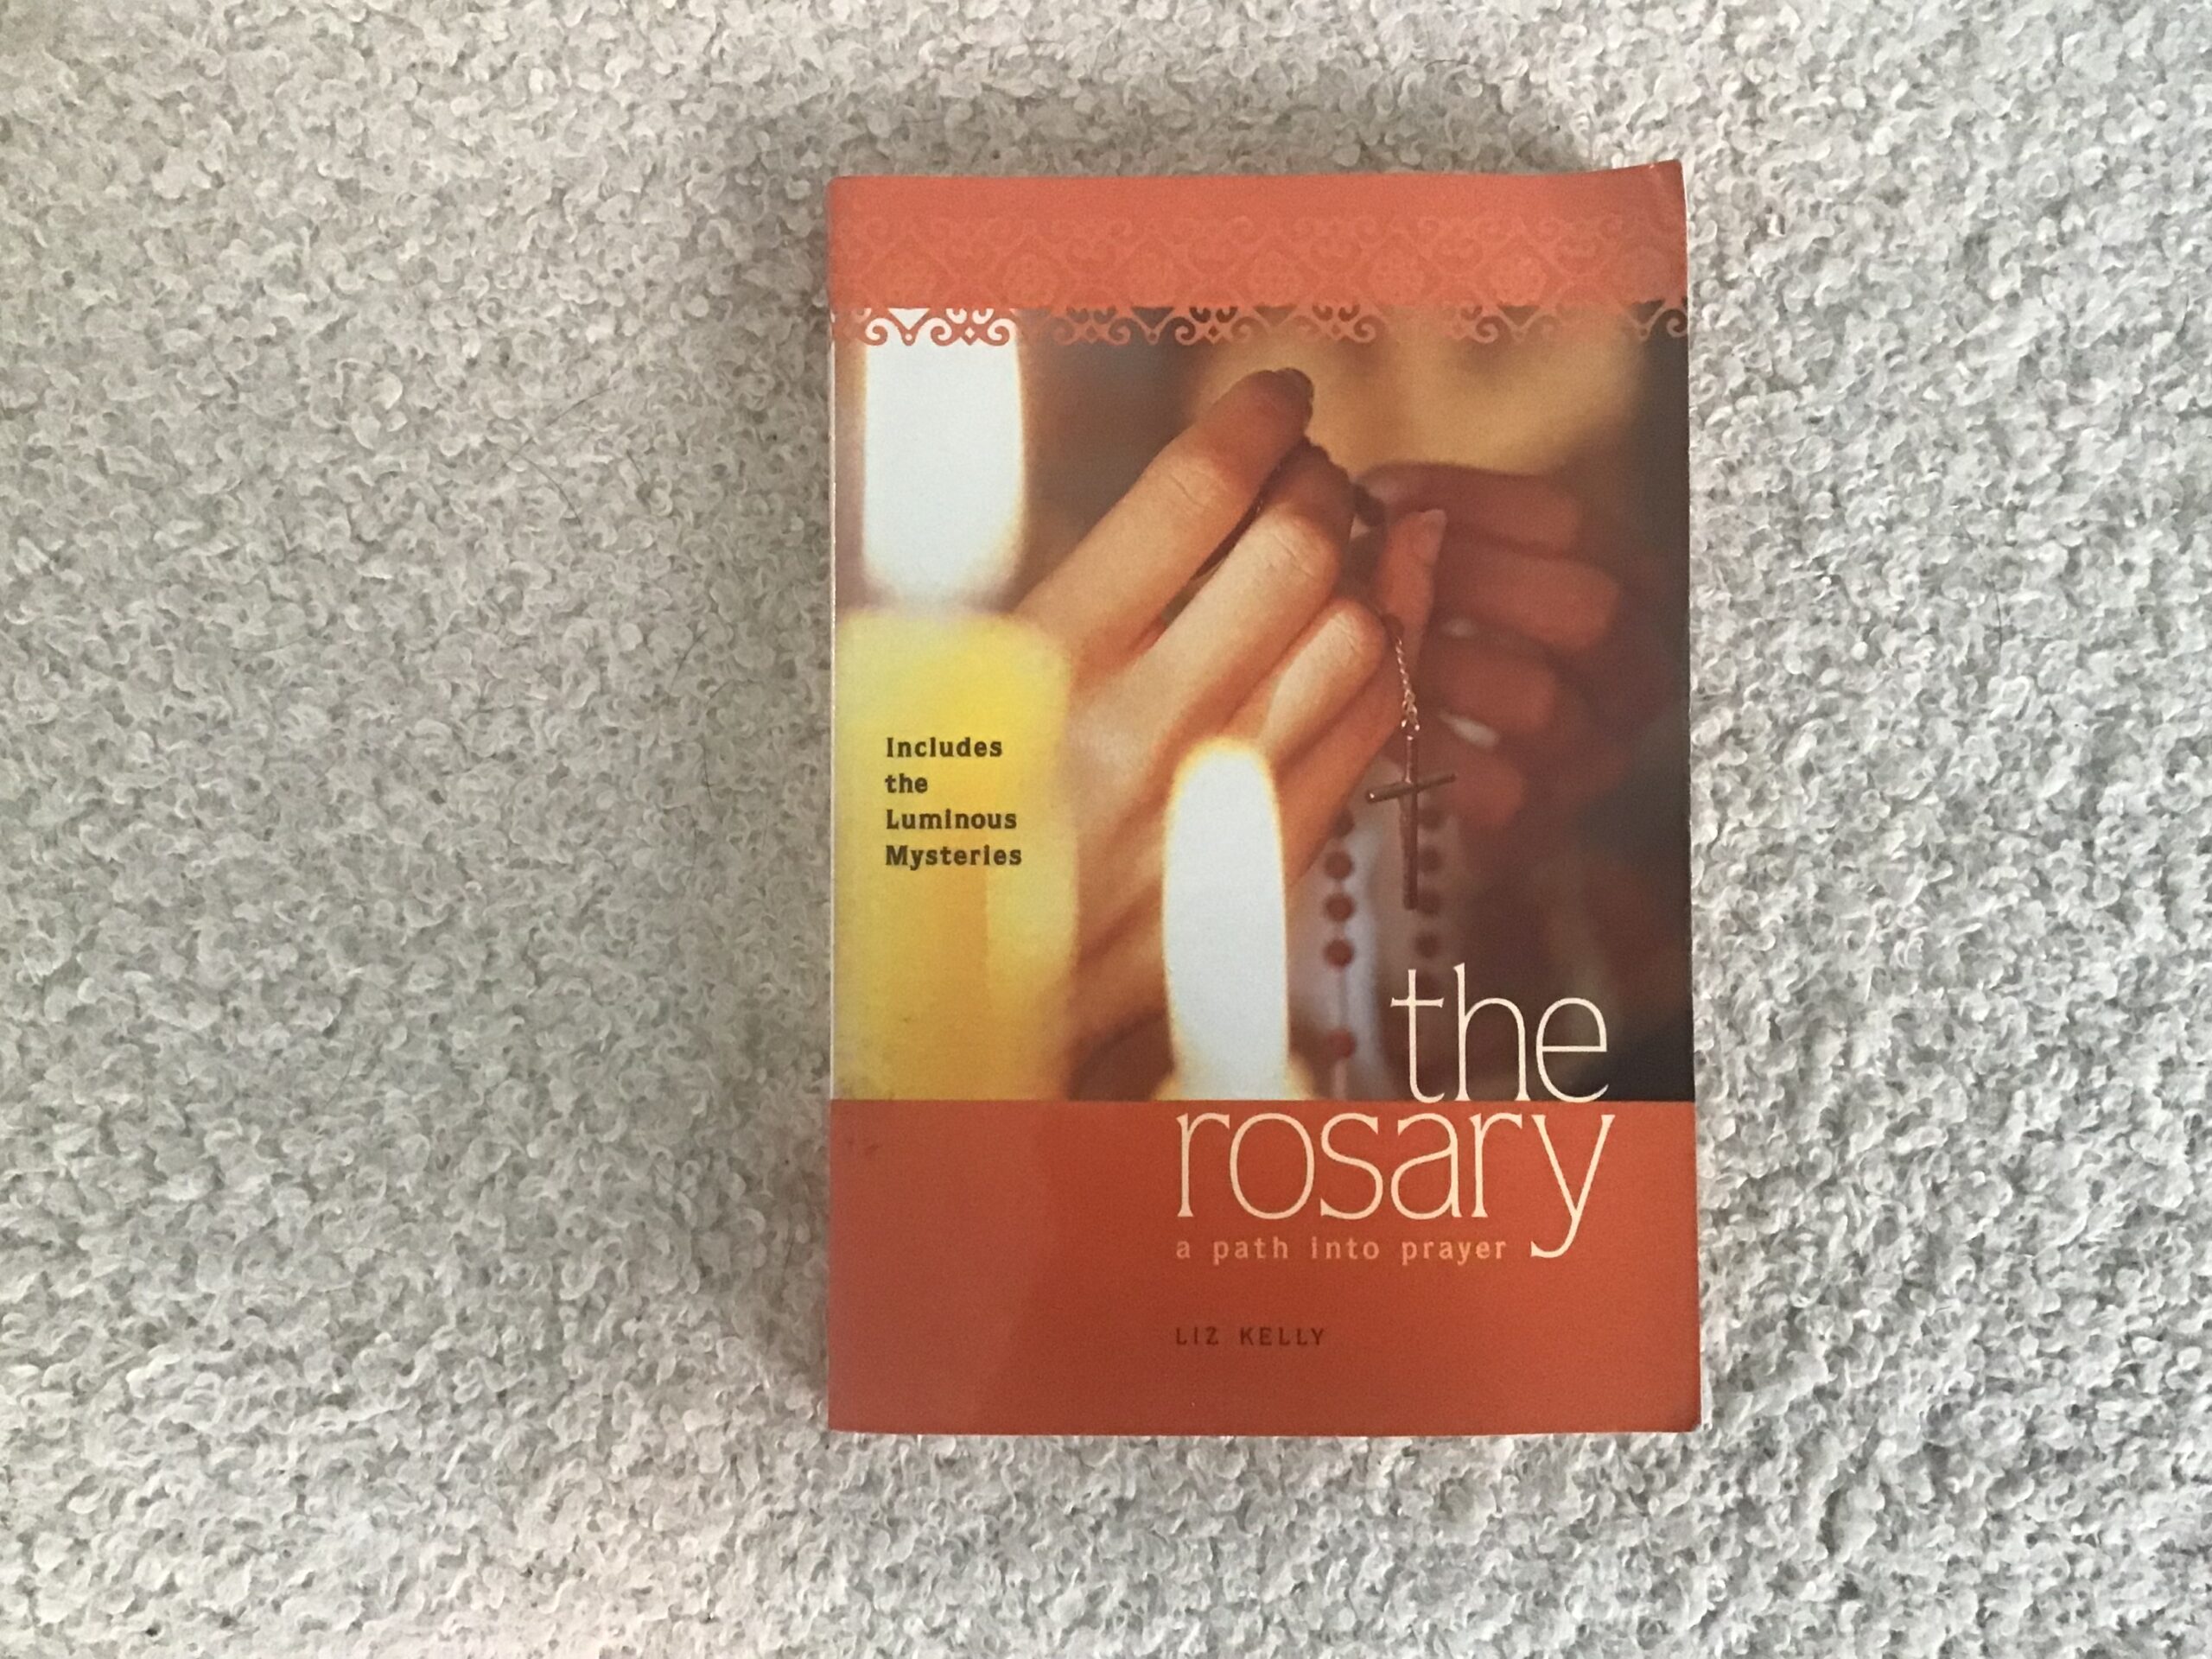 Includes
the
Luminous
Mysteries
the
rosary
a path into prayer
LIZ KELLY